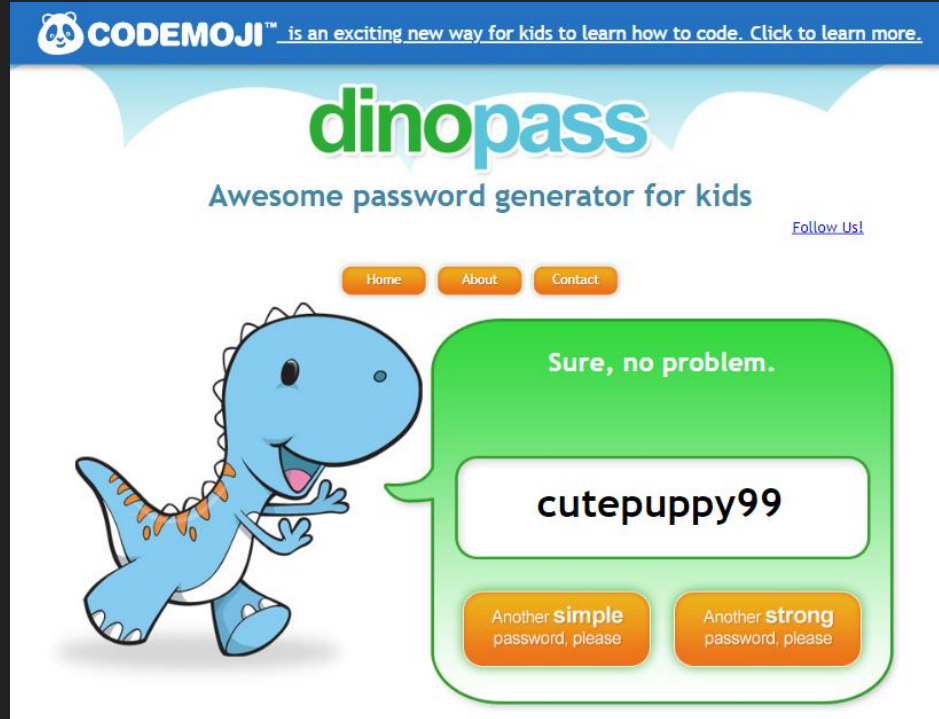 CODEMOJI™ is an exciting new way for kids to learn how to code. Click to learn more.
dinopass
Awesome password generator for kids
Follow Us!
Home About Contact
Sure, no problem.
cutepuppy99
Another simple
password, please
Another strong
password, please